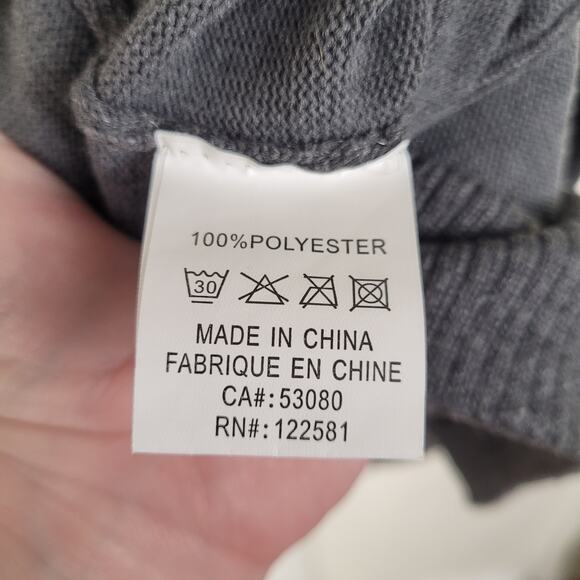 100%POLYESTER
30
MADE IN CHINA
FABRIQUE EN CHINE
CA#:53080
RN#:122581